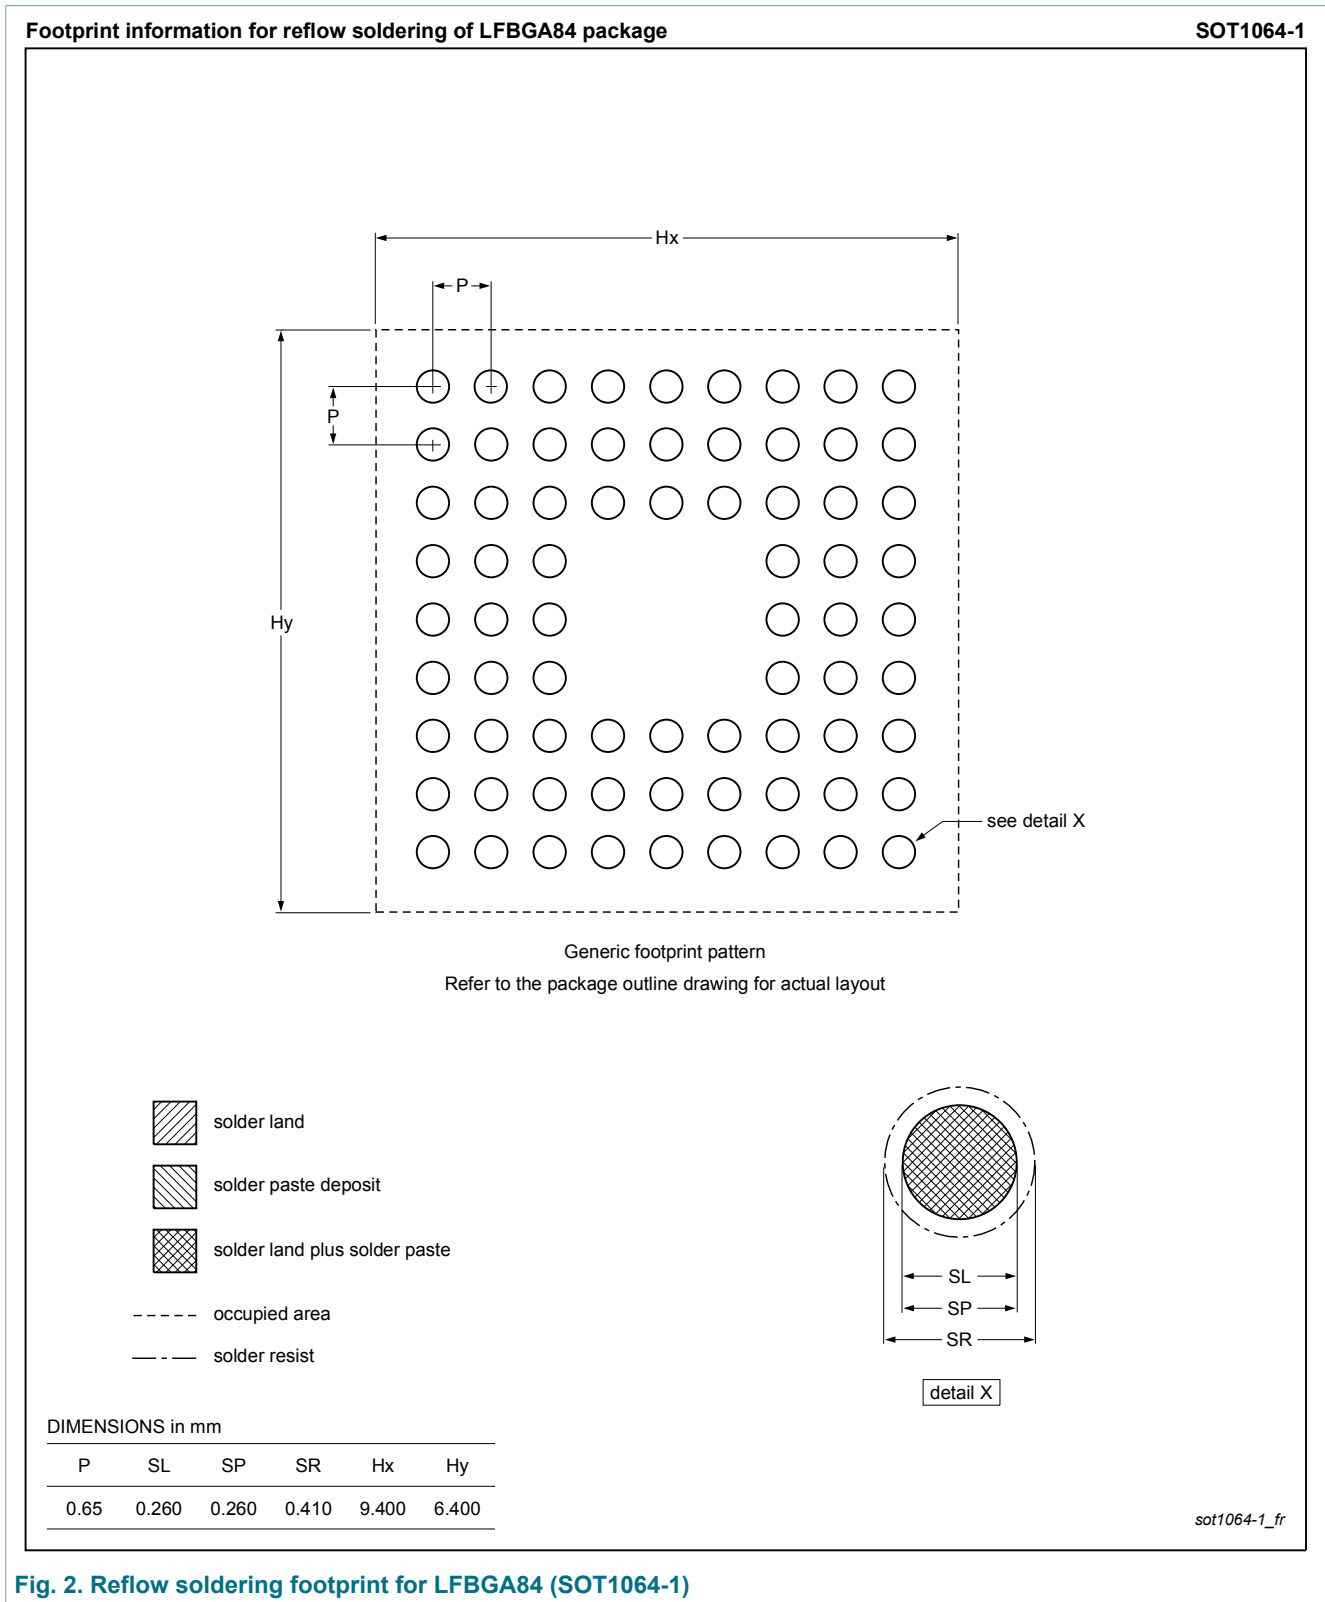 Footprint information for reflow soldering of LFBGA84 package SOT1064-1
Hx
P
P
Hy
see detail X
Generic footprint pattern
Refer to the package outline drawing for actual layout
solder land
solder paste deposit
solder land plus solder paste
occupied area
solder resist
SL
SP
SR
detail X
DIMENSIONS in mm
P SL SP SR Hx Hy
0.65 0.260 0.260 0.410 9.400 6.400
sot1064-1_fr
Fig. 2. Reflow soldering footprint for LFBGA84 (SOT1064-1)